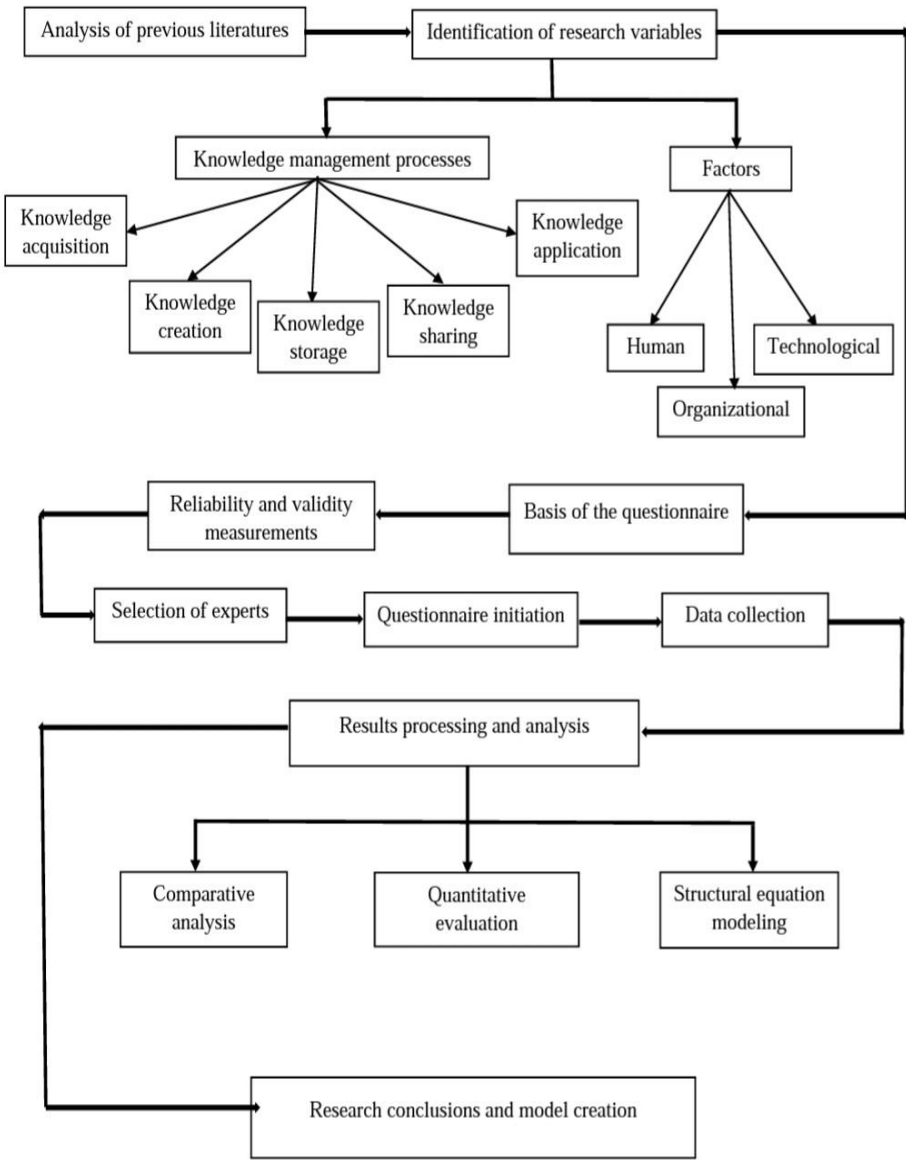 Analysis of previous literatures
Identification of research variables
Knowledge management processes
Factors
Knowledge
acquisition
Knowledge
creation
Knowledge
storage
Knowledge
sharing
Knowledge
application
Human
Organizational
Technological
Basis of the questionnaire
Reliability and validity
measurements
Selection of experts
Questionnaire initiation
Data collection
Results processing and analysis
Comparative
analysis
Quantitative
evaluation
Structural equation
modeling
Research conclusions and model creation